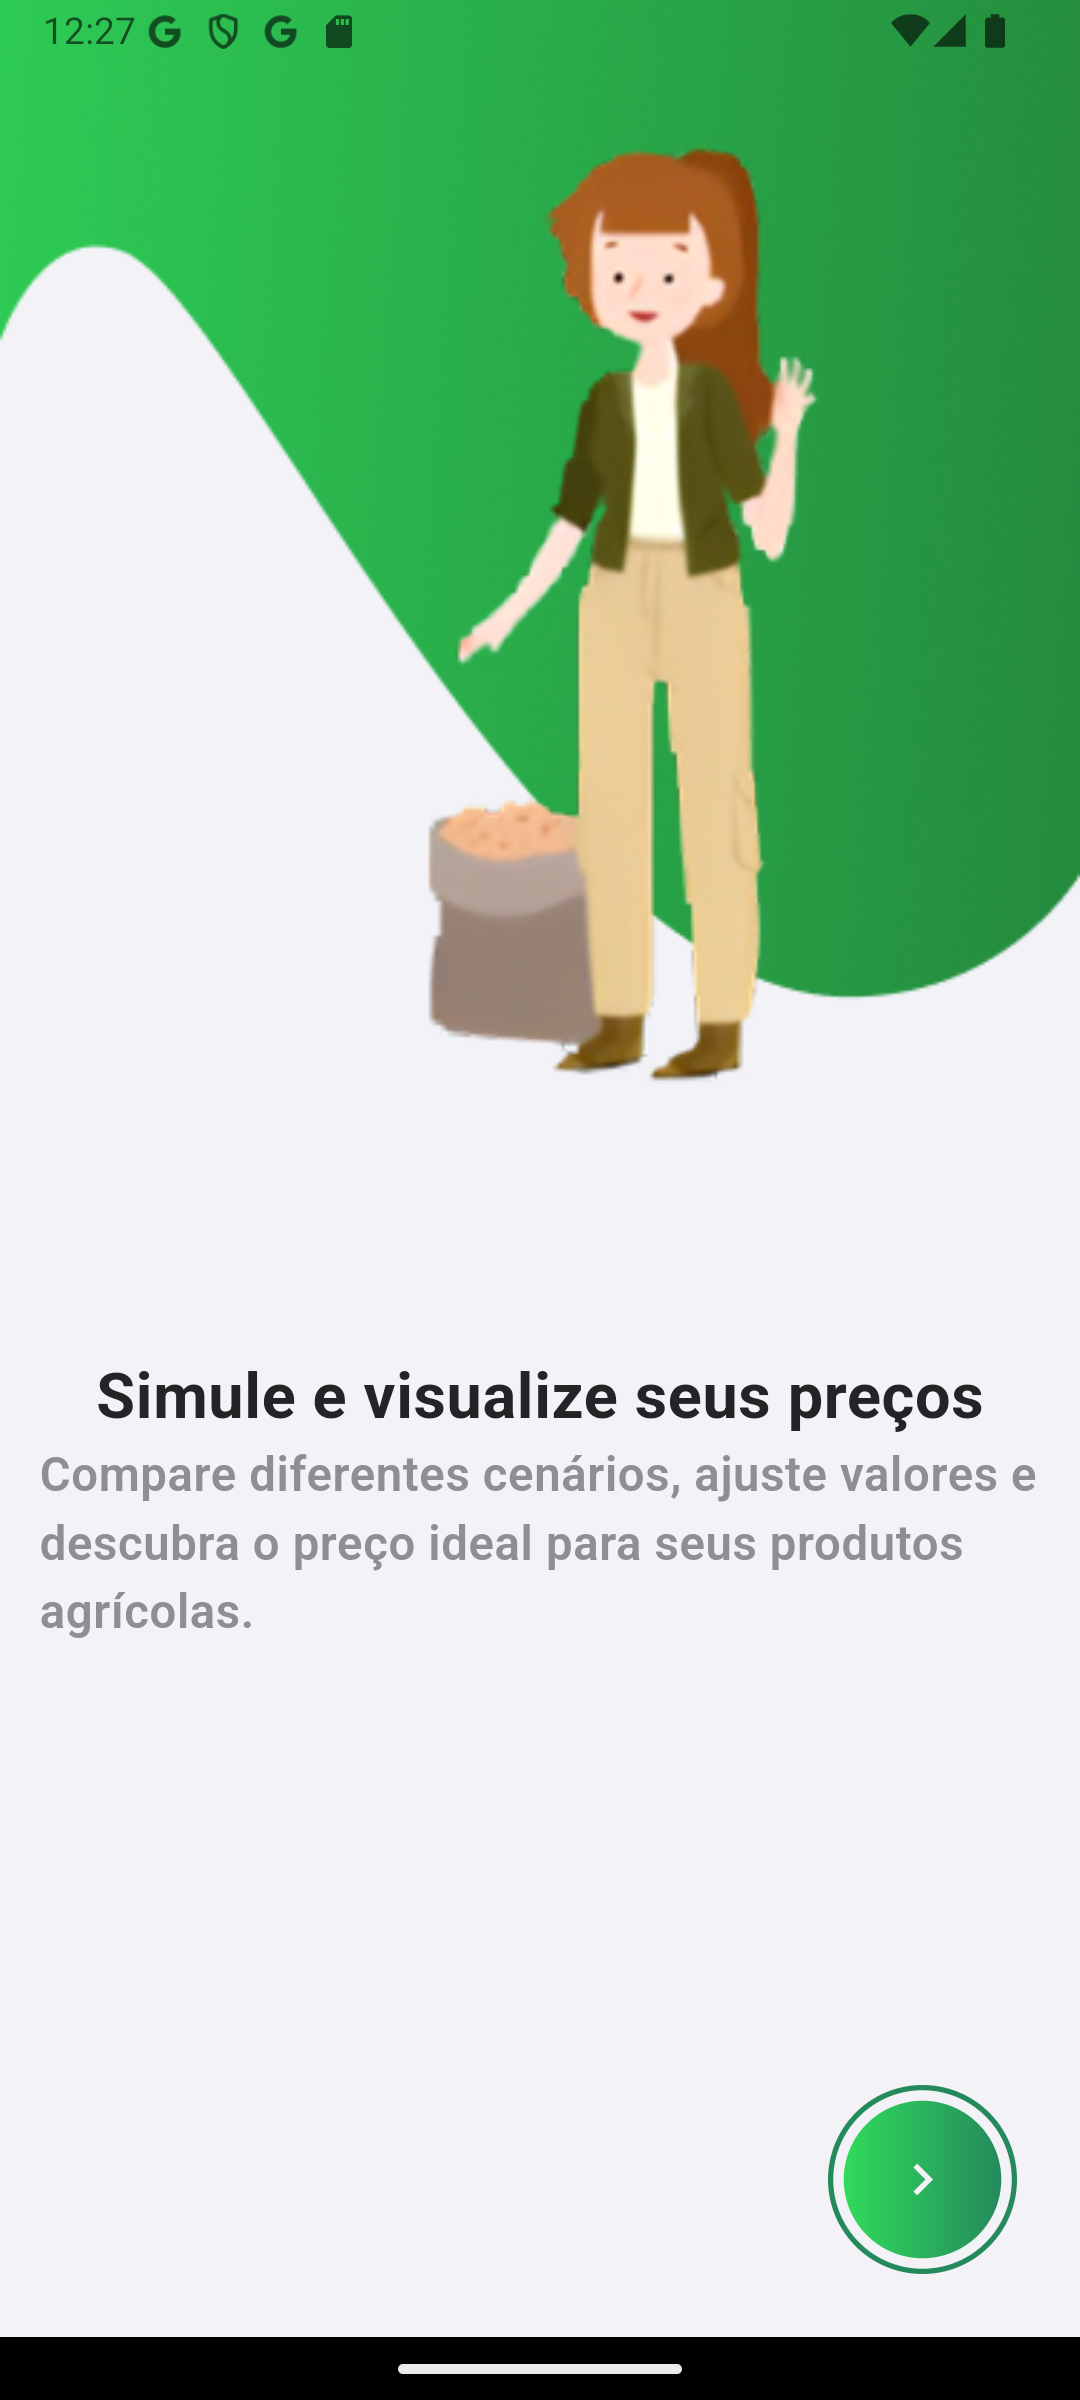 12:27
Simule e visualize seus preços
Compare diferentes cenários, ajuste valores e
descubra o preço ideal para seus produtos
agrícolas.